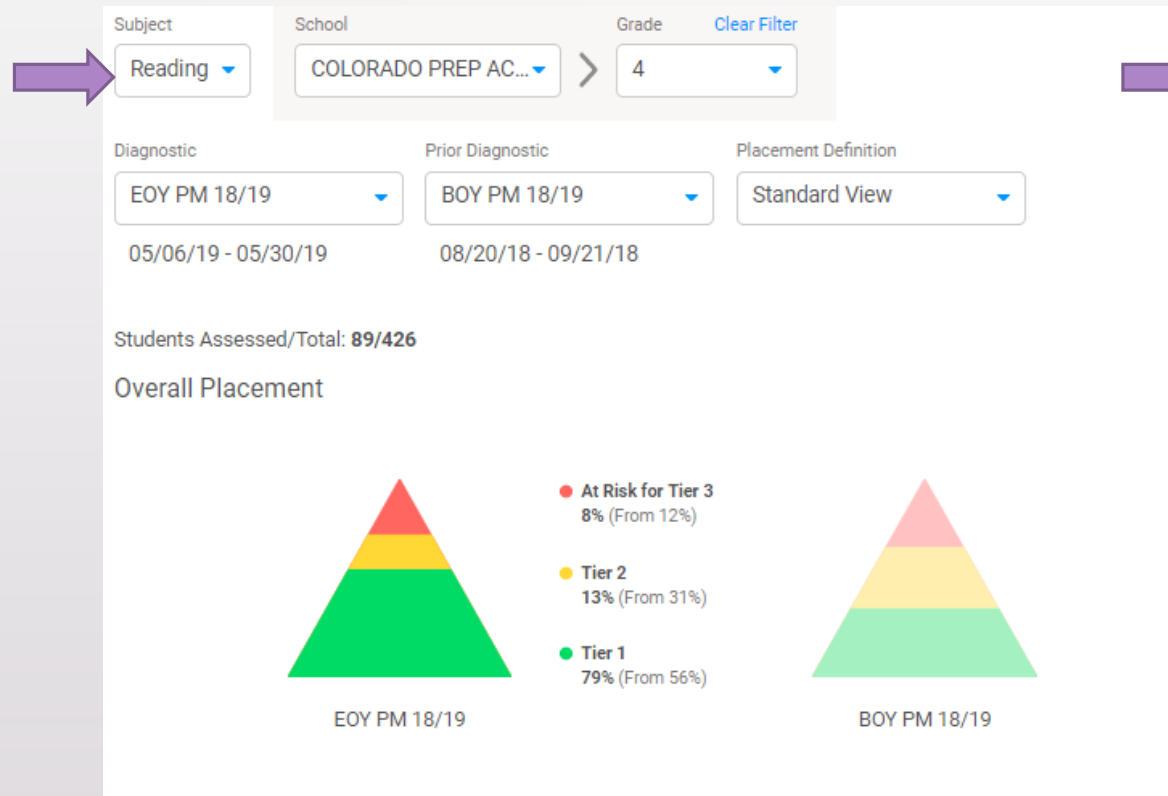 Subject School Grade Clear Filter
Reading COLORADO PREP AC... 4
Diagnostic Prior Diagnostic Placement Definition
EOY PM 18/19 BOY PM 18/19 Standard View
05/06/19 - 05/30/19 08/20/18 - 09/21/18
Students Assessed/Total: 89/426
Overall Placement
At Risk for Tier 3
8% (From 12%)
Tier 2
13% (From 31%)
Tier 1
79% (From 56%)
EOY PM 18/19 BOY PM 18/19